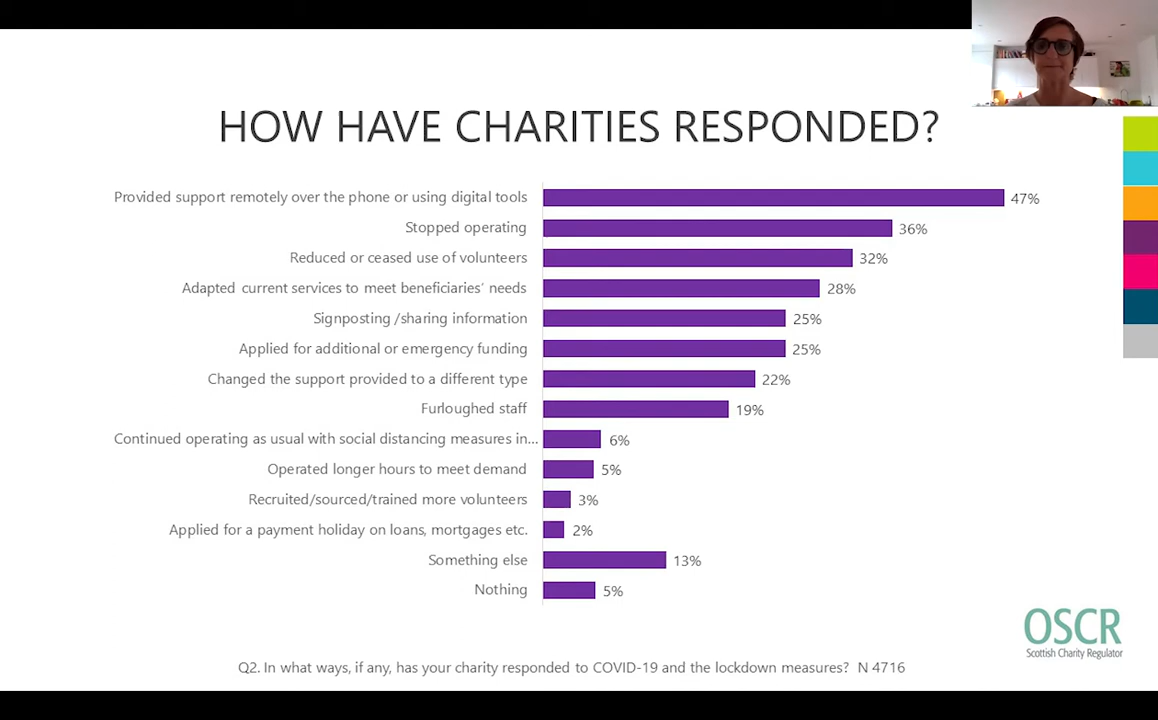 HOW HAVE CHARITIES RESPONDED?
Provided support remotely over the phone or using digital tools 47%
Stopped operating 36%
Reduced or ceased use of volunteers 32%
Adapted current services to meet beneficiaries' needs 28%
Signposting /sharing information 25%
Applied for additional or emergency funding 25%
Changed the support provided to a different type 22%
Furloughed staff 19%
Continued operating as usual with social distancing measures in... 6%
Operated longer hours to meet demand 5%
Recruited/sourced/trained more volunteers 3%
Applied for a payment holiday on loans, mortgages etc. 2%
Something else 13%
Nothing 5%
OSCR
Scottish Charity Regulator
Q2. In what ways, if any, has your charity responded to COVID-19 and the lockdown measures? N 4716